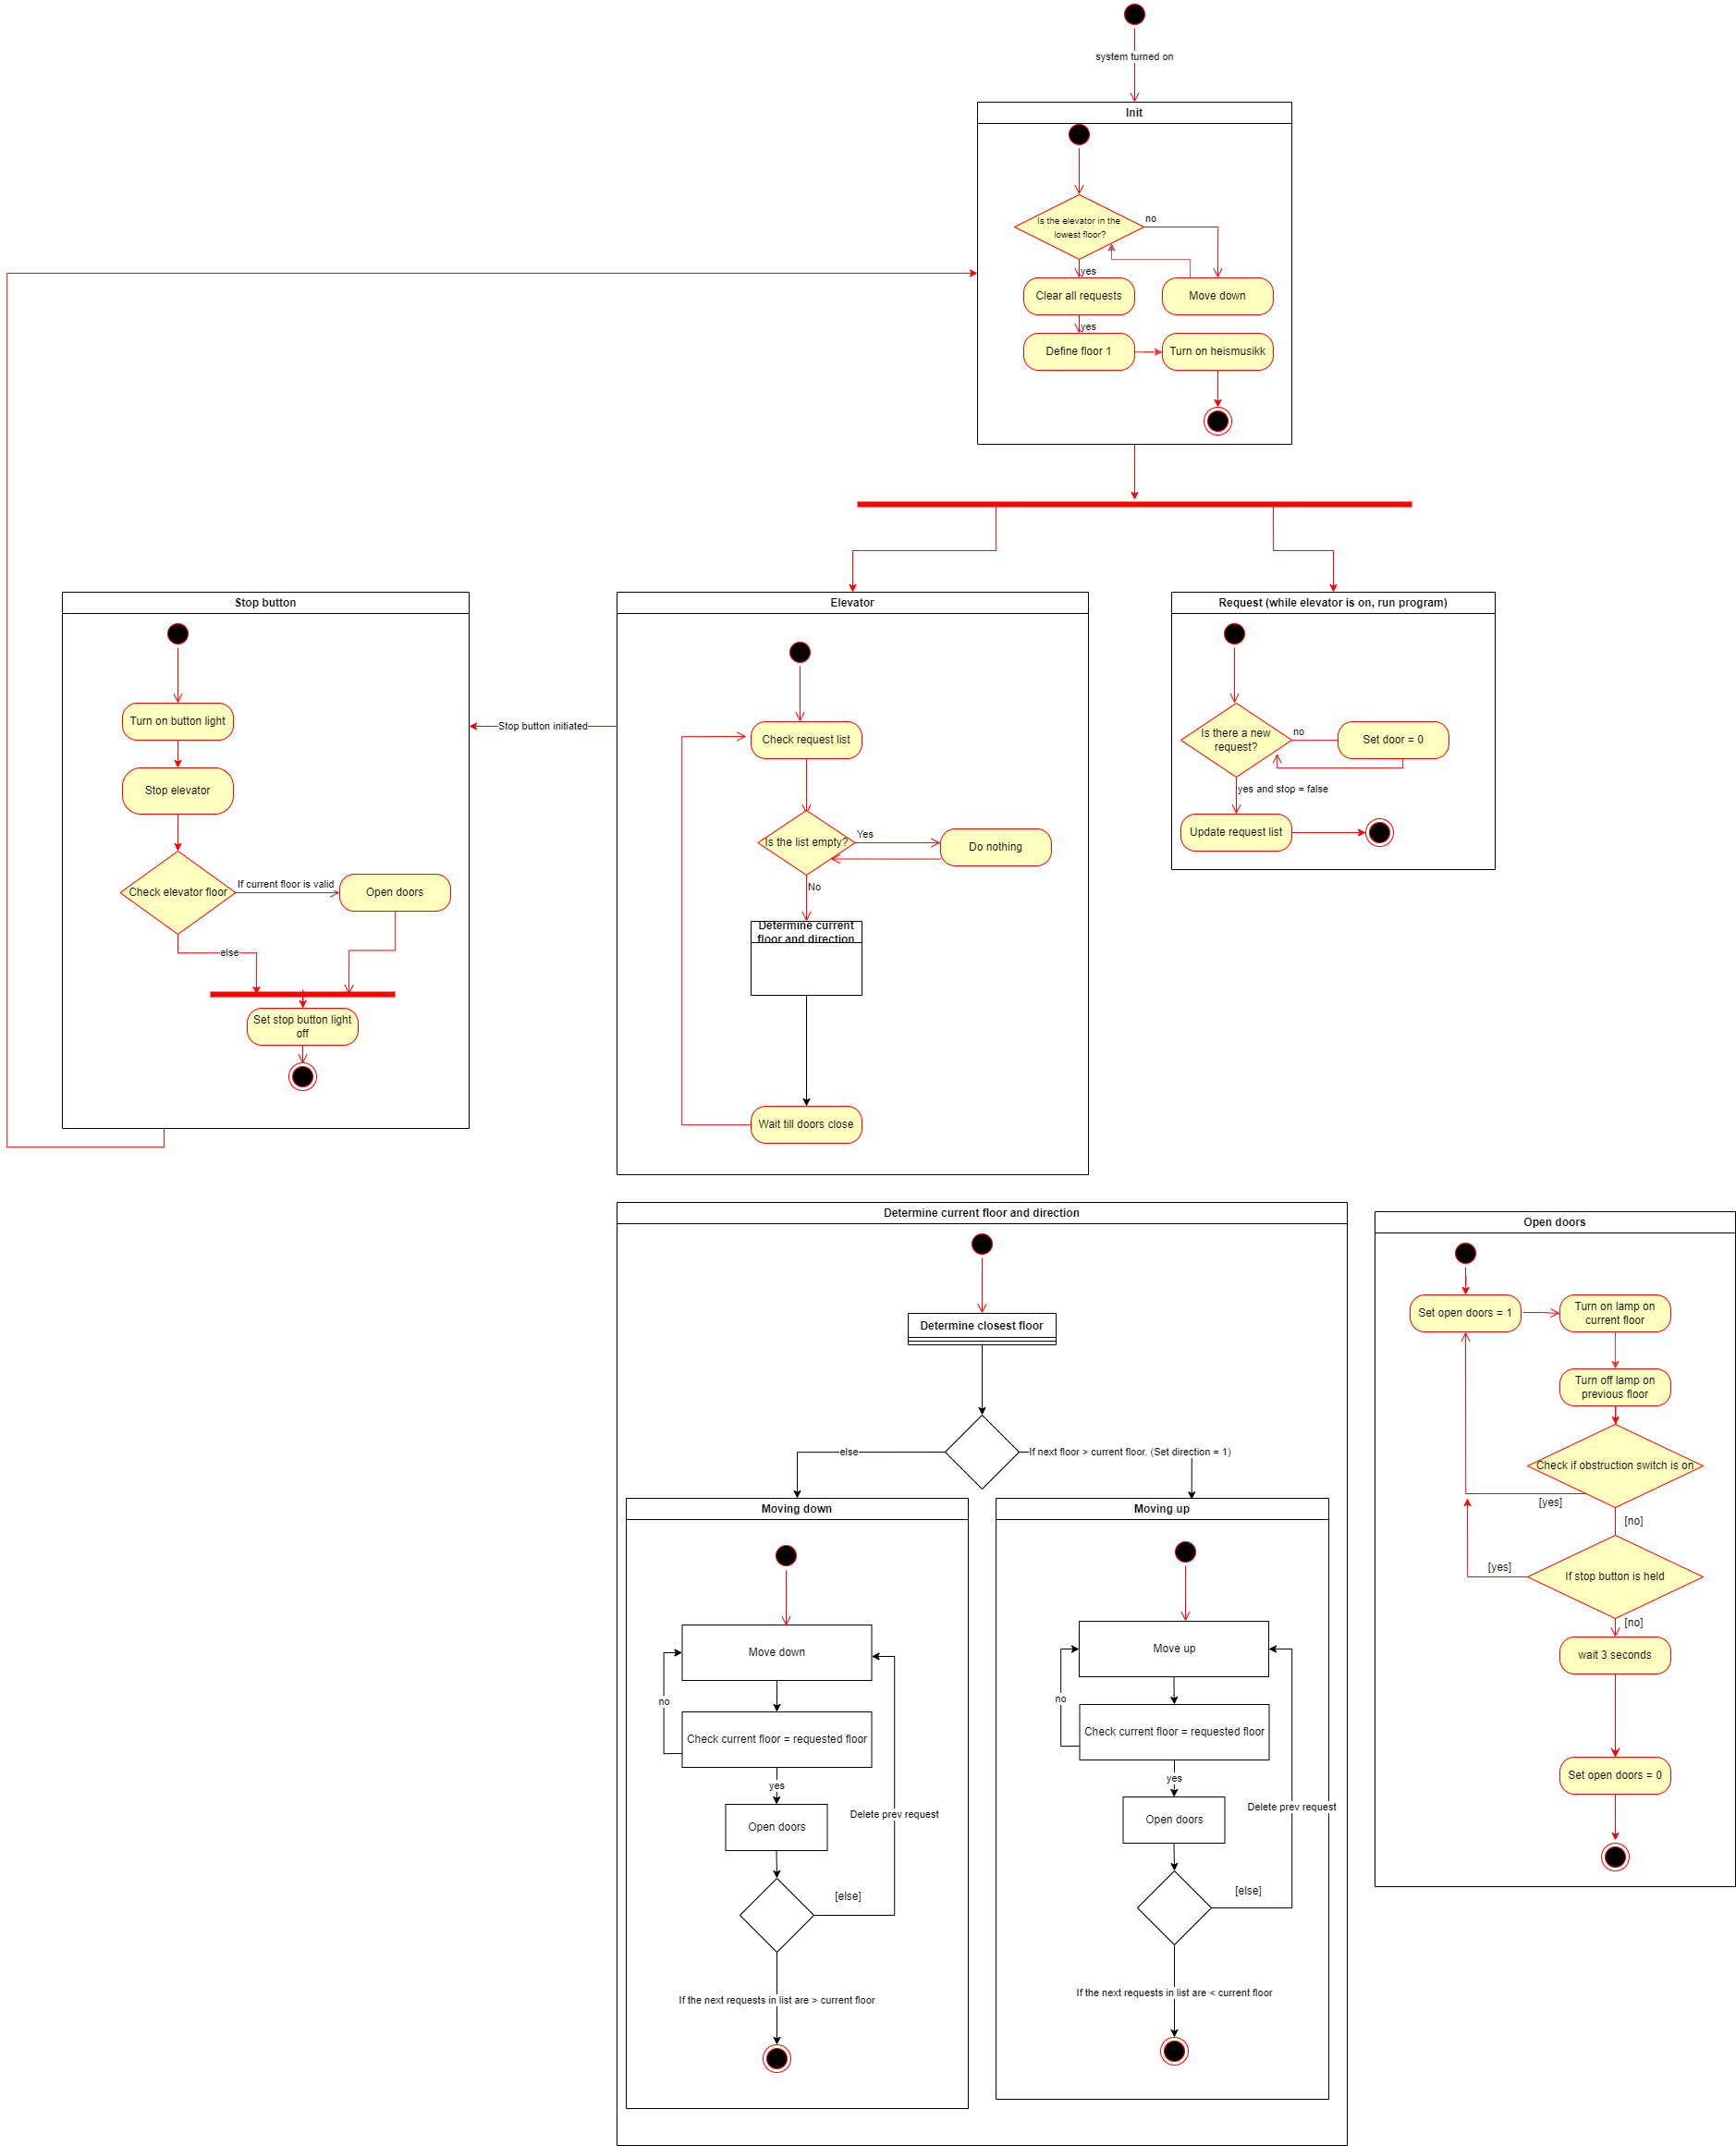 system turned on
Init
Is the elevator in the
lowest floor?
no
yes
Clear all requests
Move down
yes
Define floor 1
Turn on heismusikk
Stop button
Turn on button light
Stop elevator
Check elevator floor
If current floor is valid
Open doors
else
Set stop button light
off
Stop button initiated
Elevator
Check request list
Is the list empty?
Yes
Do nothing
No
Determine current
floor and direction
Wait till doors close
Request (while elevator is on, run program)
Is there a new
request?
no
Set door = 0
yes and stop = false
Update request list
Determine current floor and direction
Determine closest floor
else
If next floor > current floor. (Set direction = 1)
Moving down
Move down
no
Check current floor = requested floor
yes
Open doors
Delete prev request
[else]
If the next requests in list are > current floor
Moving up
Move up
no
Check current floor = requested floor
yes
Open doors
Delete prev request
[else]
If the next requests in list are < current floor
Open doors
Set open doors = 1
Turn on lamp on
current floor
Turn off lamp on
previous floor
Check if obstruction switch is on
[yes]
[no]
[yes]
If stop button is held
[no]
wait 3 seconds
Set open doors = 0